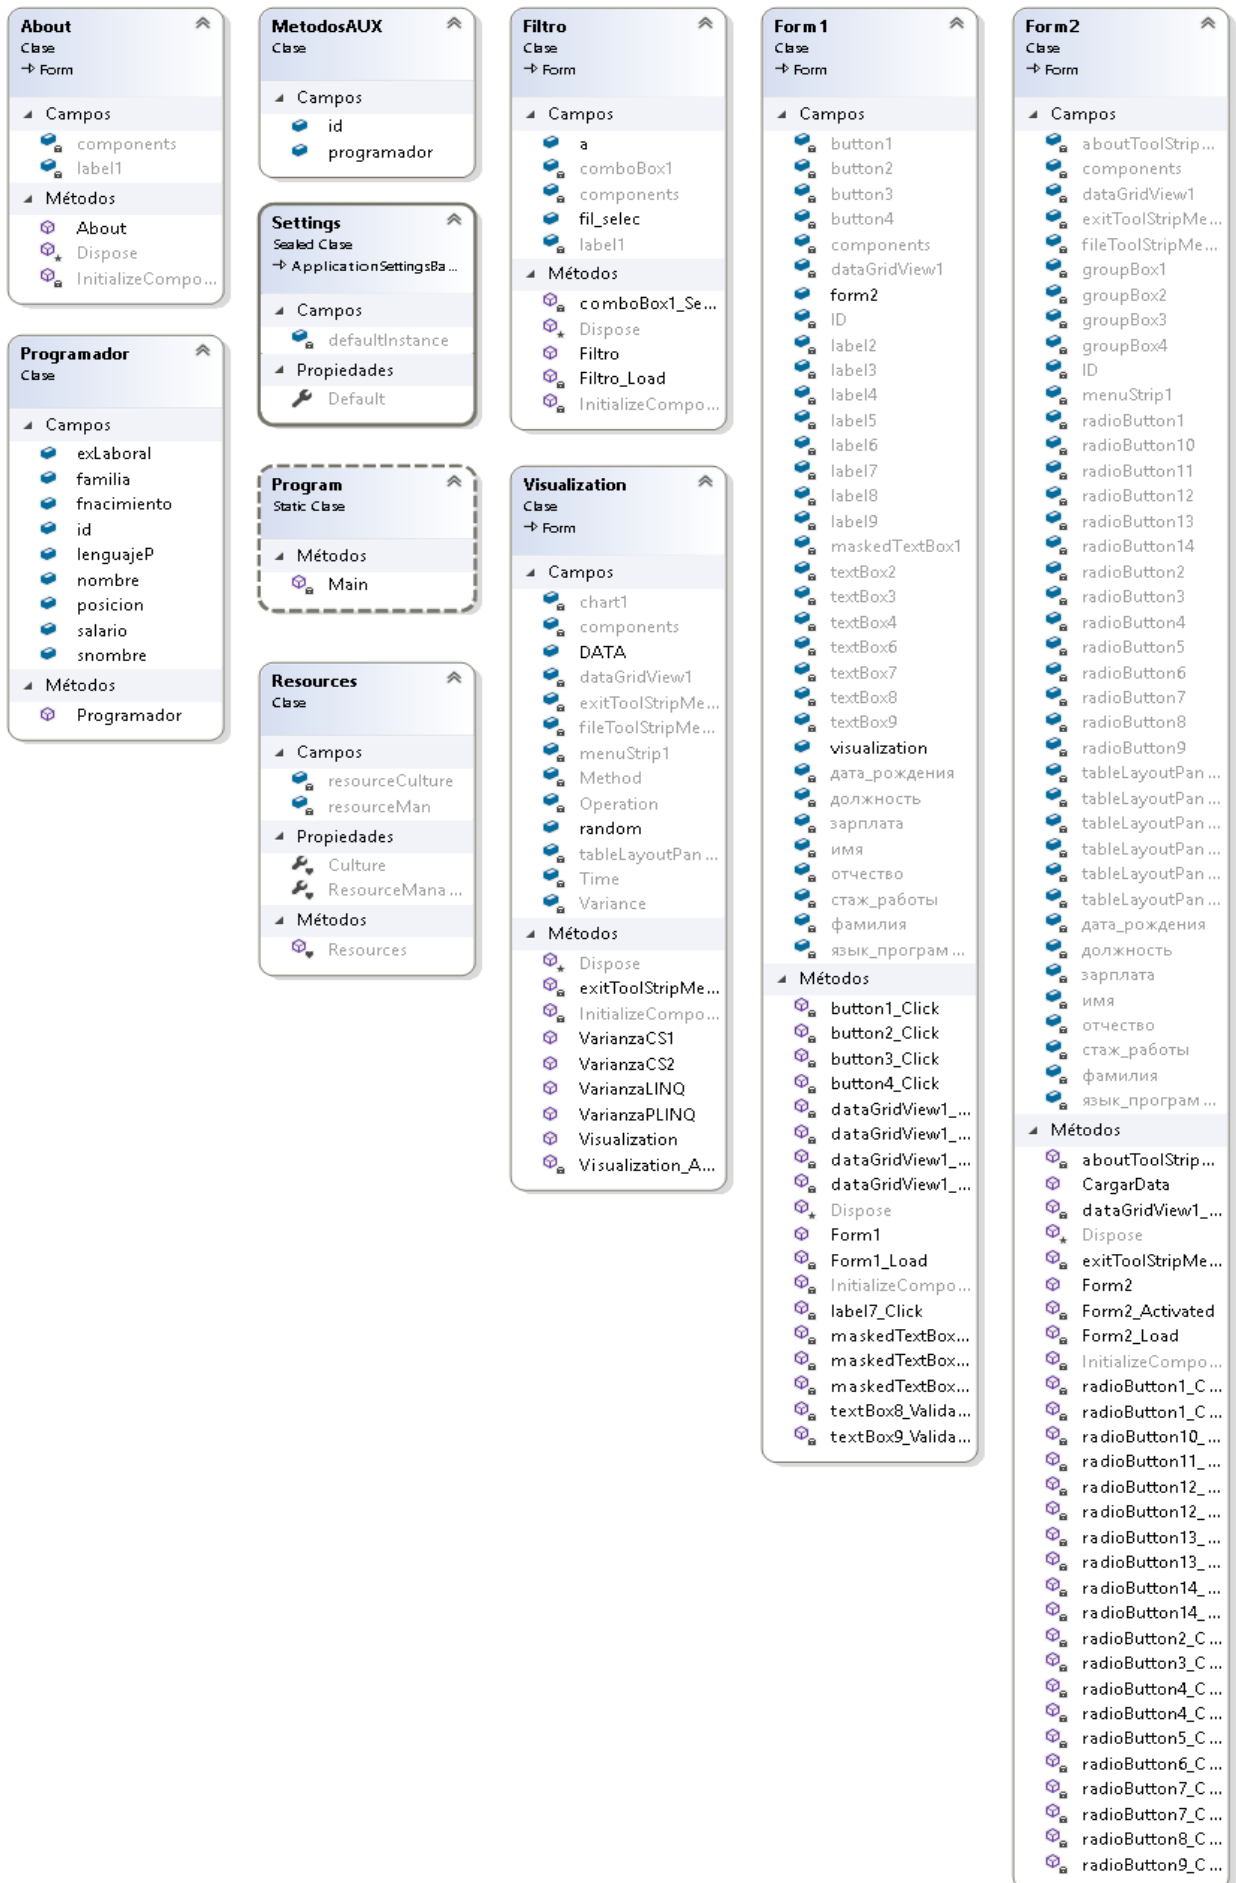 About
Clase
Form
Campos
components
label1
Métodos
About
Dispose
InitializeCompo...
Programador
Clase
Campos
exLaboral
familia
fnacimiento
id
lenguajeP
nombre
posicion
salario
snombre
Métodos
Programador
MetodosAUX
Clase
Campos
id
programador
Settings
Sealed Clase
ApplicationSettingsBa...
Campos
defaultInstance
Propiedades
Default
Program
Static Clase
Métodos
Main
Resources
Clase
Campos
resourceCulture
resourceMan
Propiedades
Culture
ResourceMana...
Métodos
Resources
Filtro
Clase
Form
Campos
a
comboBox1
components
fil_selec
label1
Métodos
comboBox1_Se...
Dispose
Filtro
Filtro_Load
InitializeCompo...
Visualization
Clase
Form
Campos
chart1
components
DATA
dataGridView1
exitToolStripMe...
fileToolStripMe...
menuStrip1
Method
Operation
random
tableLayoutPan...
Time
Variance
Métodos
Dispose
exitToolStripMe...
InitializeCompo...
VarianzaCS1
VarianzaCS2
VarianzaLINQ
VarianzaPLINQ
Visualization
Visualization_A...
Form1
Clase
Form
Campos
button1
button2
button3
button4
components
dataGridView1
form2
ID
label2
label3
label4
label5
label6
label7
label8
label9
maskedTextBox1
textBox2
textBox3
textBox4
textBox6
textBox7
textBox8
textBox9
visualization
дата_рождения
должность
зарплата
имя
отчество
стаж_работы
фамилия
язык_програм...
Métodos
button1_Click
button2_Click
button3_Click
button4_Click
dataGridView1_...
dataGridView1_...
dataGridView1_...
dataGridView1_...
Dispose
Form1
Form1_Load
InitializeCompo...
label7_Click
maskedTextBox...
maskedTextBox...
maskedTextBox...
textBox8_Valida...
textBox9_Valida...
Form2
Clase
Form
Campos
aboutToolStrip...
components
dataGridView1
exitToolStripMe...
fileToolStripMe...
groupBox1
groupBox2
groupBox3
groupBox4
ID
menuStrip1
radioButton1
radioButton10
radioButton11
radioButton12
radioButton13
radioButton14
radioButton2
radioButton3
radioButton4
radioButton5
radioButton6
radioButton7
radioButton8
radioButton9
tableLayoutPan...
tableLayoutPan...
tableLayoutPan...
tableLayoutPan...
tableLayoutPan...
tableLayoutPan...
дата_рождения
должность
зарплата
имя
отчество
стаж_работы
фамилия
язык_програм...
Métodos
aboutToolStrip...
CargarData
dataGridView1_...
Dispose
exitToolStripMe...
Form2
Form2_Activated
Form2_Load
InitializeCompo...
radioButton1_C...
radioButton1_C...
radioButton10_...
radioButton11_...
radioButton12_...
radioButton12_...
radioButton13_...
radioButton13_...
radioButton14_...
radioButton14_...
radioButton2_C...
radioButton3_C...
radioButton4_C...
radioButton4_C...
radioButton5_C...
radioButton6_C...
radioButton7_C...
radioButton7_C...
radioButton8_C...
radioButton9_C...